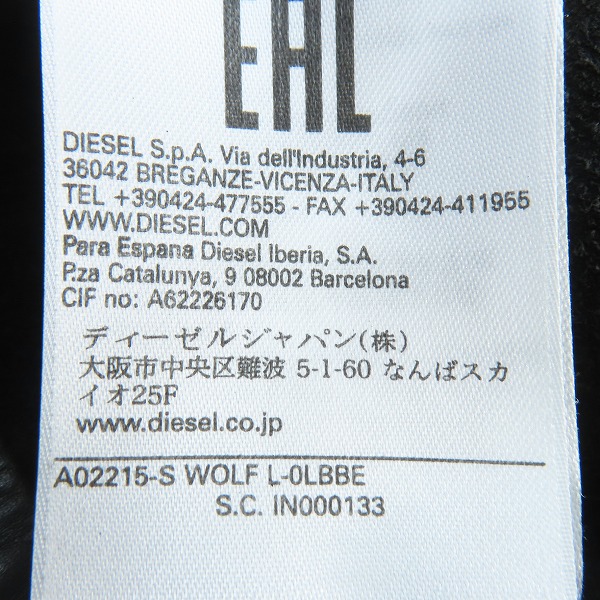 EAC
DIESEL S.p.A. Via dell'Industria, 4-6
36042 BREGANZE-VICENZA-ITALY
TEL +390424-477555 - FAX +390424-411955
WWW.DIESEL.COM
Para Espana Diesel Iberia, S.A.
P.za Catalunya, 9 08002 Barcelona
CIF no: A62226170
ディーゼルジャパン(株)
大阪市中央区難波 5-1-60 なんばスカ
イオ25F
www.diesel.co.jp
A02215-S WOLF L-0LBBE
S.C. IN000133